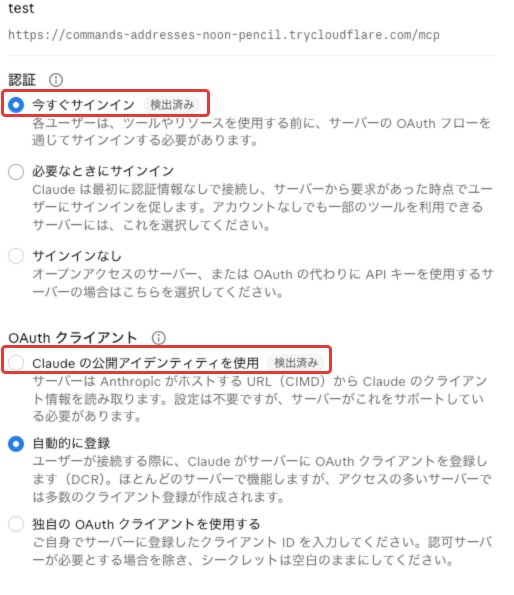 test
https://commands-addresses-noon-pencil.trycloudflare.com/mcp
認証
今すぐサインイン 検出済み
各ユーザーは、ツールやリソースを使用する前に、サーバーの OAuth フローを
通じてサインインする必要があります。
必要なときにサインイン
Claude は最初に認証情報なしで接続し、サーバーから要求があった時点でユー
ザーにサインインを促します。アカウントなしでも一部のツールを利用できる
サーバーには、これを選択してください。
サインインなし
オープンアクセスのサーバー、または OAuth の代わりに API キーを使用するサ
ーバーの場合はこちらを選択してください。
OAuth クライアント
Claude の公開アイデンティティを使用 検出済み
サーバーは Anthropic がホストする URL（CIMD）から Claude のクライアン
ト情報を読み取ります。設定は不要ですが、サーバーがこれをサポートしてい
る必要があります。
自動的に登録
ユーザーが接続する際に、Claude がサーバーに OAuth クライアントを登録しま
す（DCR）。ほとんどのサーバーで機能しますが、アクセスの多いサーバーで
は多数のクライアント登録が作成されます。
独自の OAuth クライアントを使用する
ご自身でサーバーに登録したクライアント ID を入力してください。認可サーバ
ーが必要とする場合を除き、シークレットは空白のままにしてください。